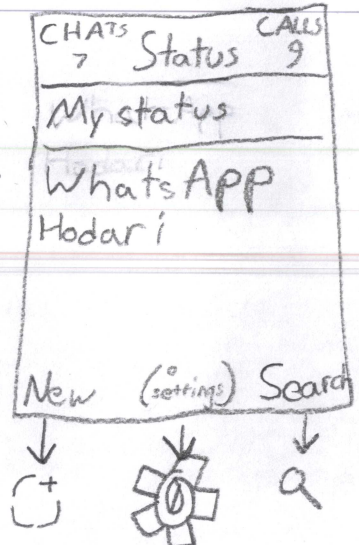 CHATS Status CALLS
7 9
My status
WhatsApp
Hodari
New (settings) Search